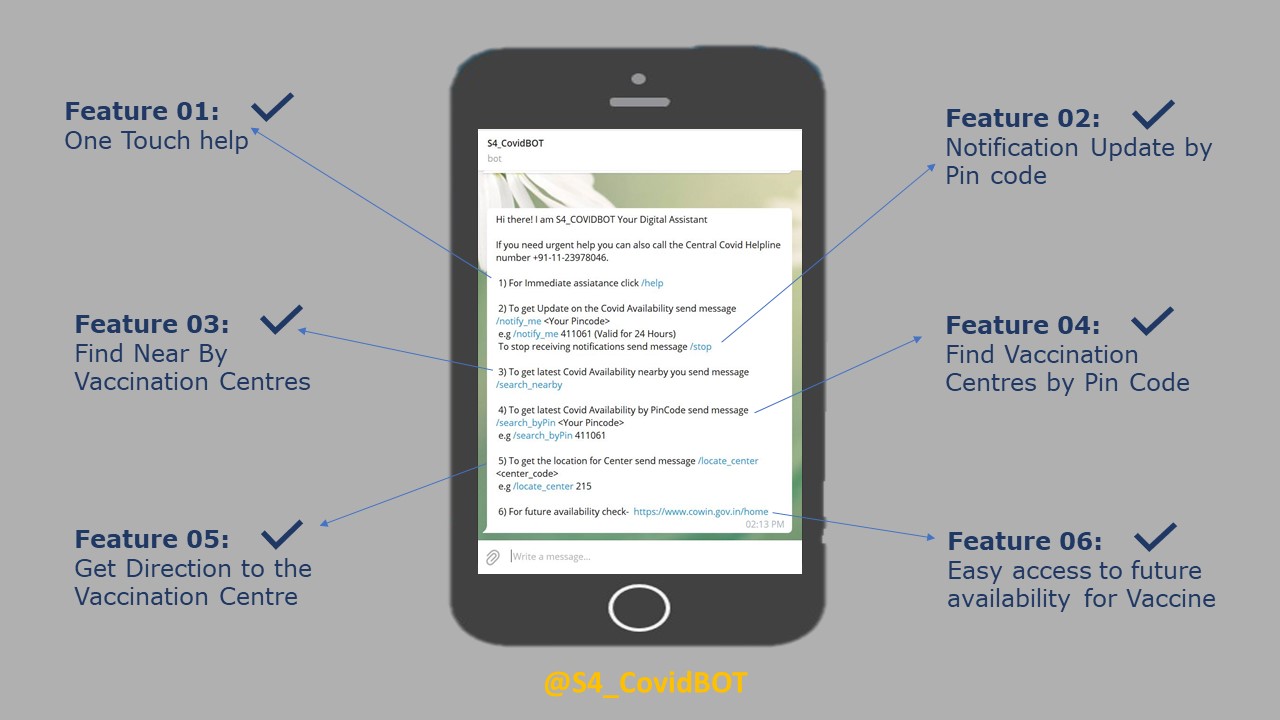 Feature 01:
One Touch help
Feature 02:
Notification Update by
Pin code
Feature 03:
Find Near By
Vaccination Centres
Feature 04:
Find Vaccination
Centres by Pin Code
Feature 05:
Get Direction to the
Vaccination Centre
Feature 06:
Easy access to future
availability for Vaccine
S4_CovidBOT
bot
Hi there! I am S4_COVIDBOT Your Digital Assistant
If you need urgent help you can also call the Central Covid Helpline
number +91-11-23978046.
1) For Immediate assiatance click /help
2) To get Update on the Covid Availability send message
/notify_me <Your Pincode>
e.g /notify_me 411061 (Valid for 24 Hours)
To stop receiving notifications send message /stop
3) To get latest Covid Availability nearby you send message
/search_nearby
4) To get latest Covid Availability by PinCode send message
/search_byPin <Your Pincode>
e.g /search_byPin 411061
5) To get the location for Center send message /locate_center
<center_code>
e.g /locate_center 215
6) For future availability check- https://www.cowin.gov.in/home
02:13 PM
Write a message...
@S4_CovidBOT